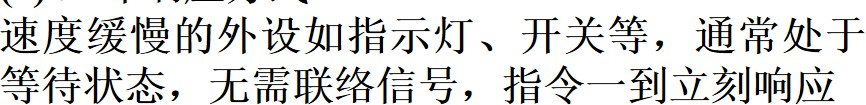 速度缓慢的外设如指示灯、开关等，通常处于
等待状态，无需联络信号，指令一到立刻响应